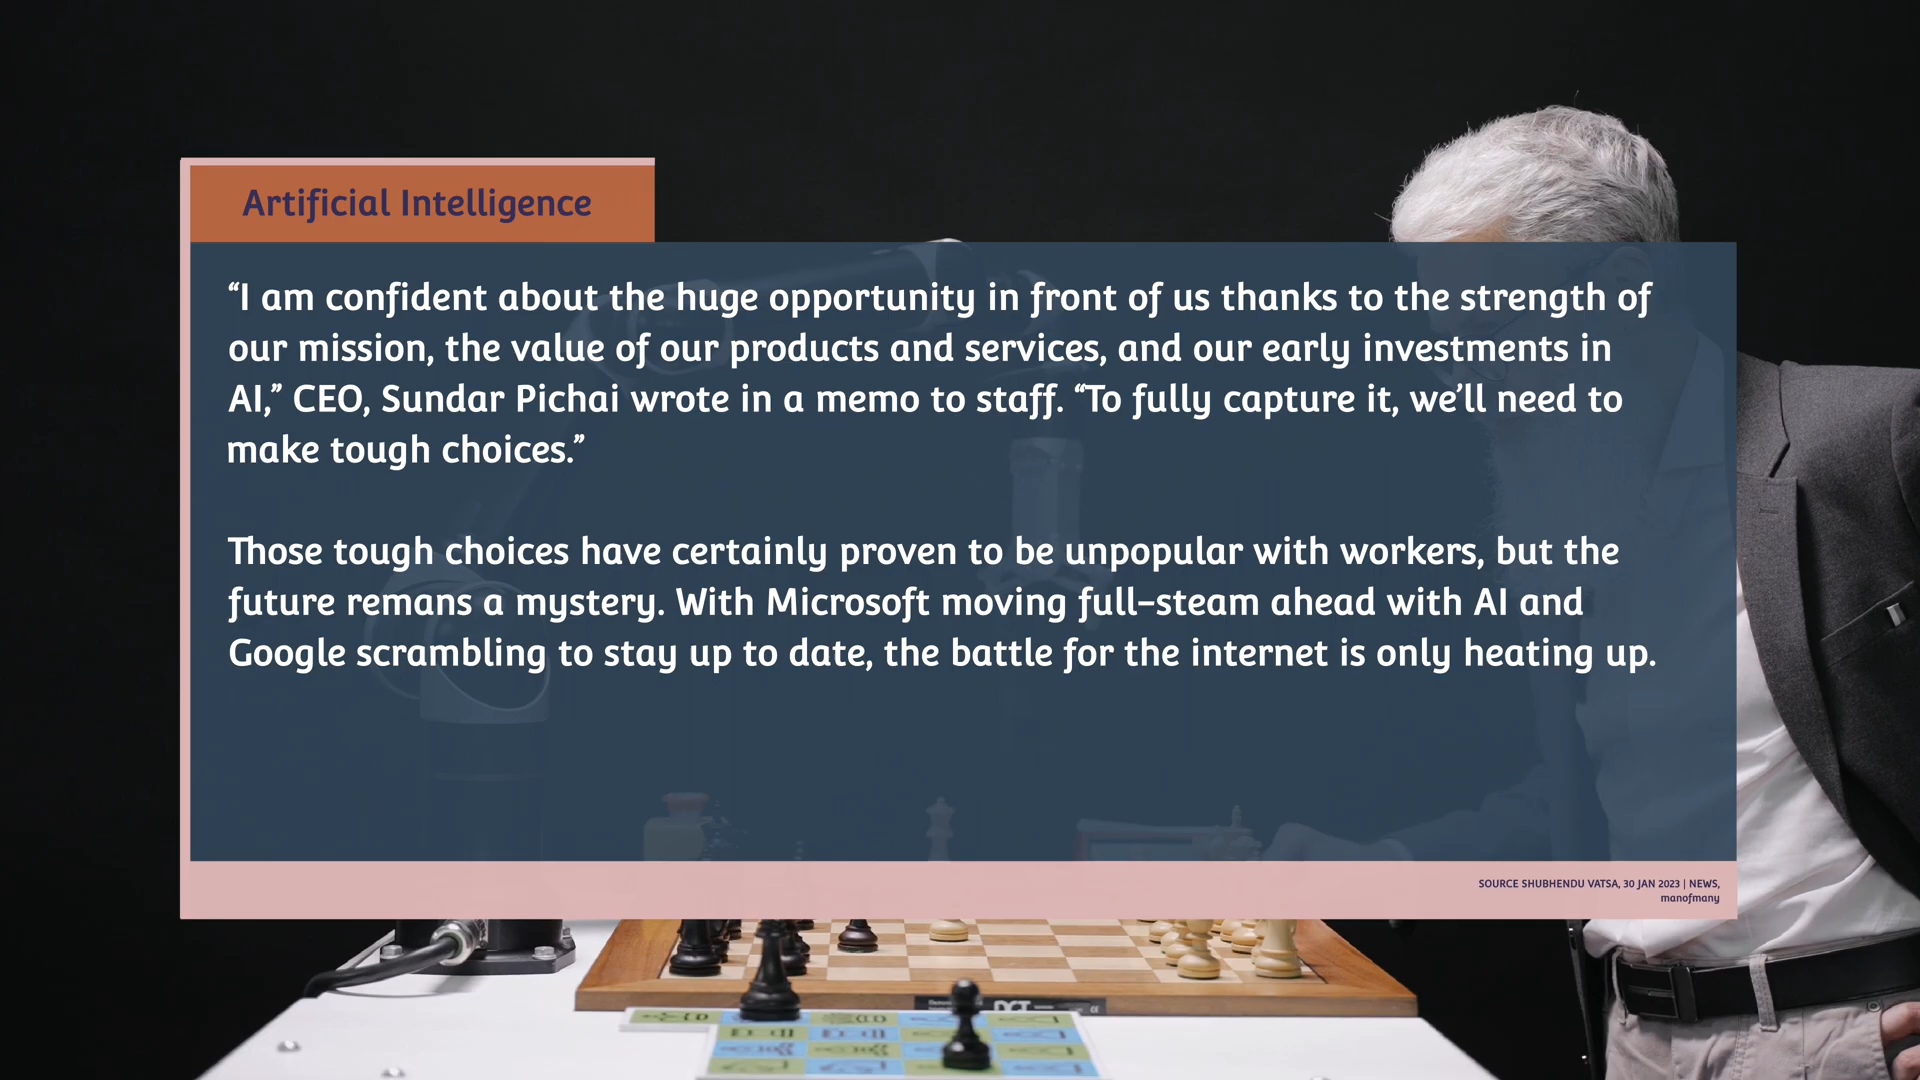 Artificial Intelligence
“I am confident about the huge opportunity in front of us thanks to the strength of
our mission, the value of our products and services, and our early investments in
AI,” CEO, Sundar Pichai wrote in a memo to staff. “To fully capture it, we’ll need to
make tough choices.”
Those tough choices have certainly proven to be unpopular with workers, but the
future remans a mystery. With Microsoft moving full-steam ahead with AI and
Google scrambling to stay up to date, the battle for the internet is only heating up.
SOURCE SHUBHENDU VATSA, 30 JAN 2023 | NEWS,
manofmany